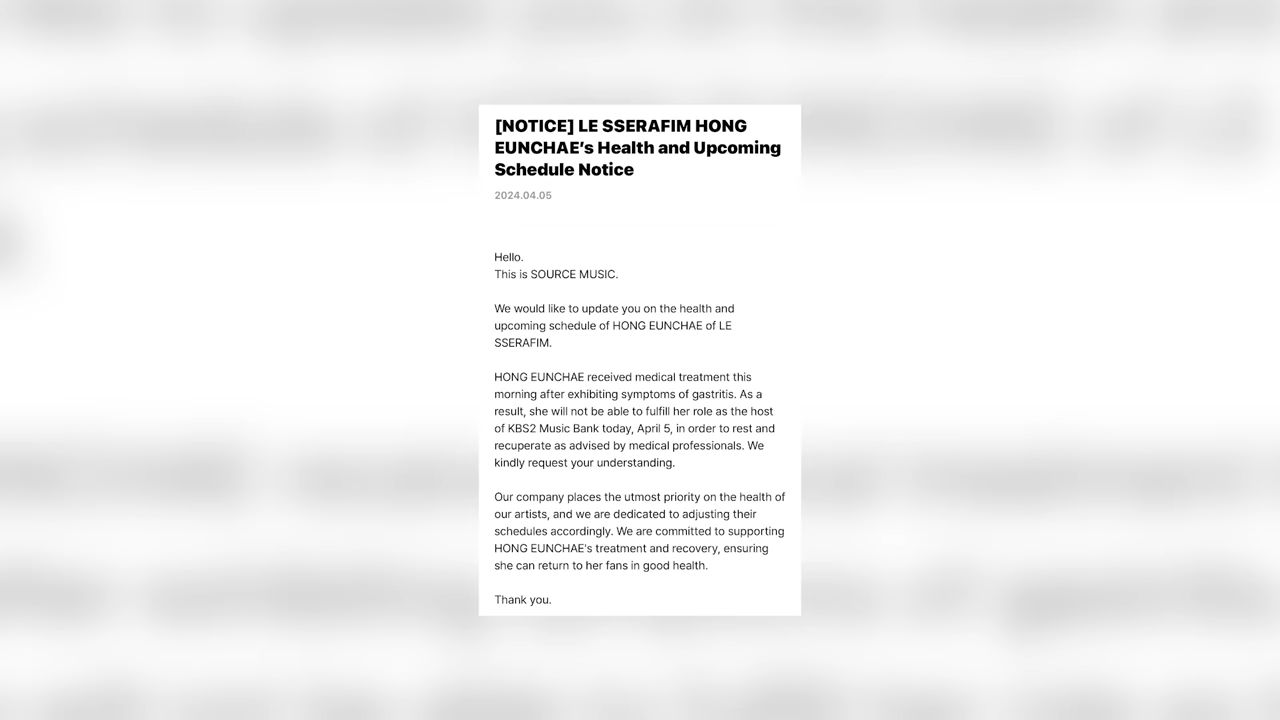 [NOTICE] LE SSERAFIM HONG
EUNCHAE’s Health and Upcoming
Schedule Notice
2024.04.05
Hello.
This is SOURCE MUSIC.
We would like to update you on the health and
upcoming schedule of HONG EUNCHAE of LE
SSERAFIM.
HONG EUNCHAE received medical treatment this
morning after exhibiting symptoms of gastritis. As a
result, she will not be able to fulfill her role as the host
of KBS2 Music Bank today, April 5, in order to rest and
recuperate as advised by medical professionals. We
kindly request your understanding.
Our company places the utmost priority on the health of
our artists, and we are dedicated to adjusting their
schedules accordingly. We are committed to supporting
HONG EUNCHAE's treatment and recovery, ensuring
she can return to her fans in good health.
Thank you.